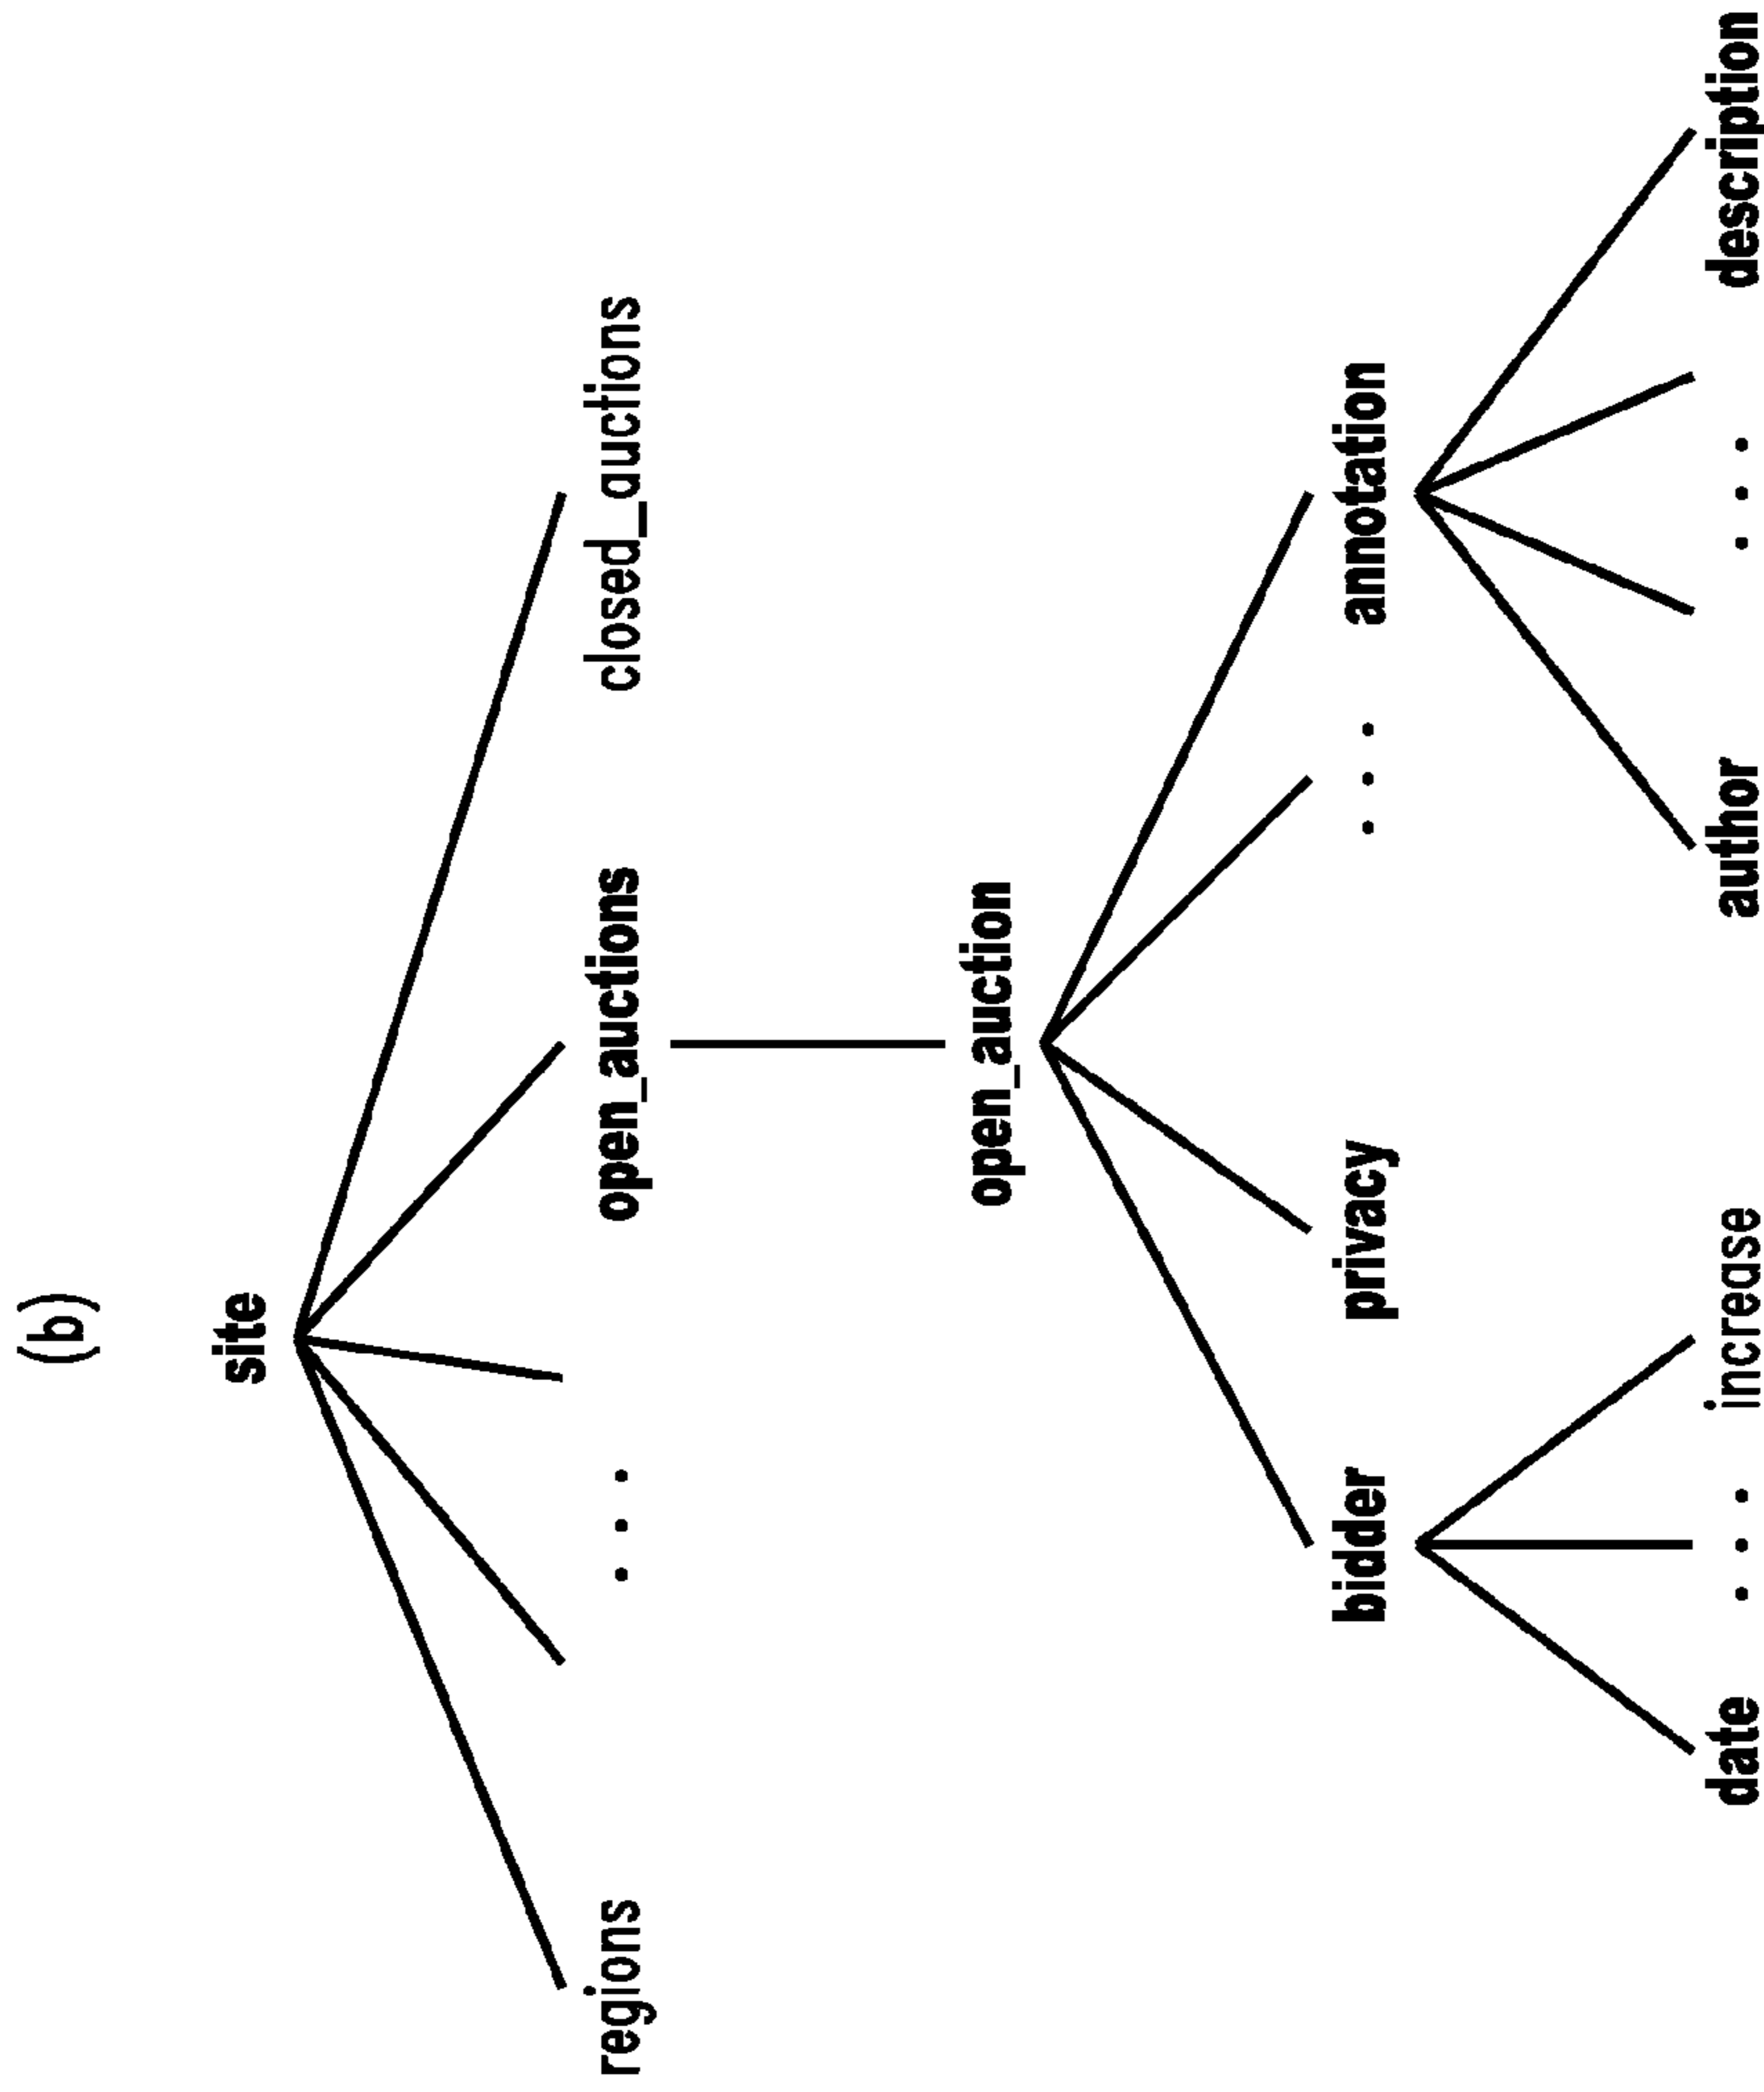 (b)
site
regions . . . open_auctions closed_auctions
open_auction
bidder privacy . . . annotation
date . . . increase author . . . description